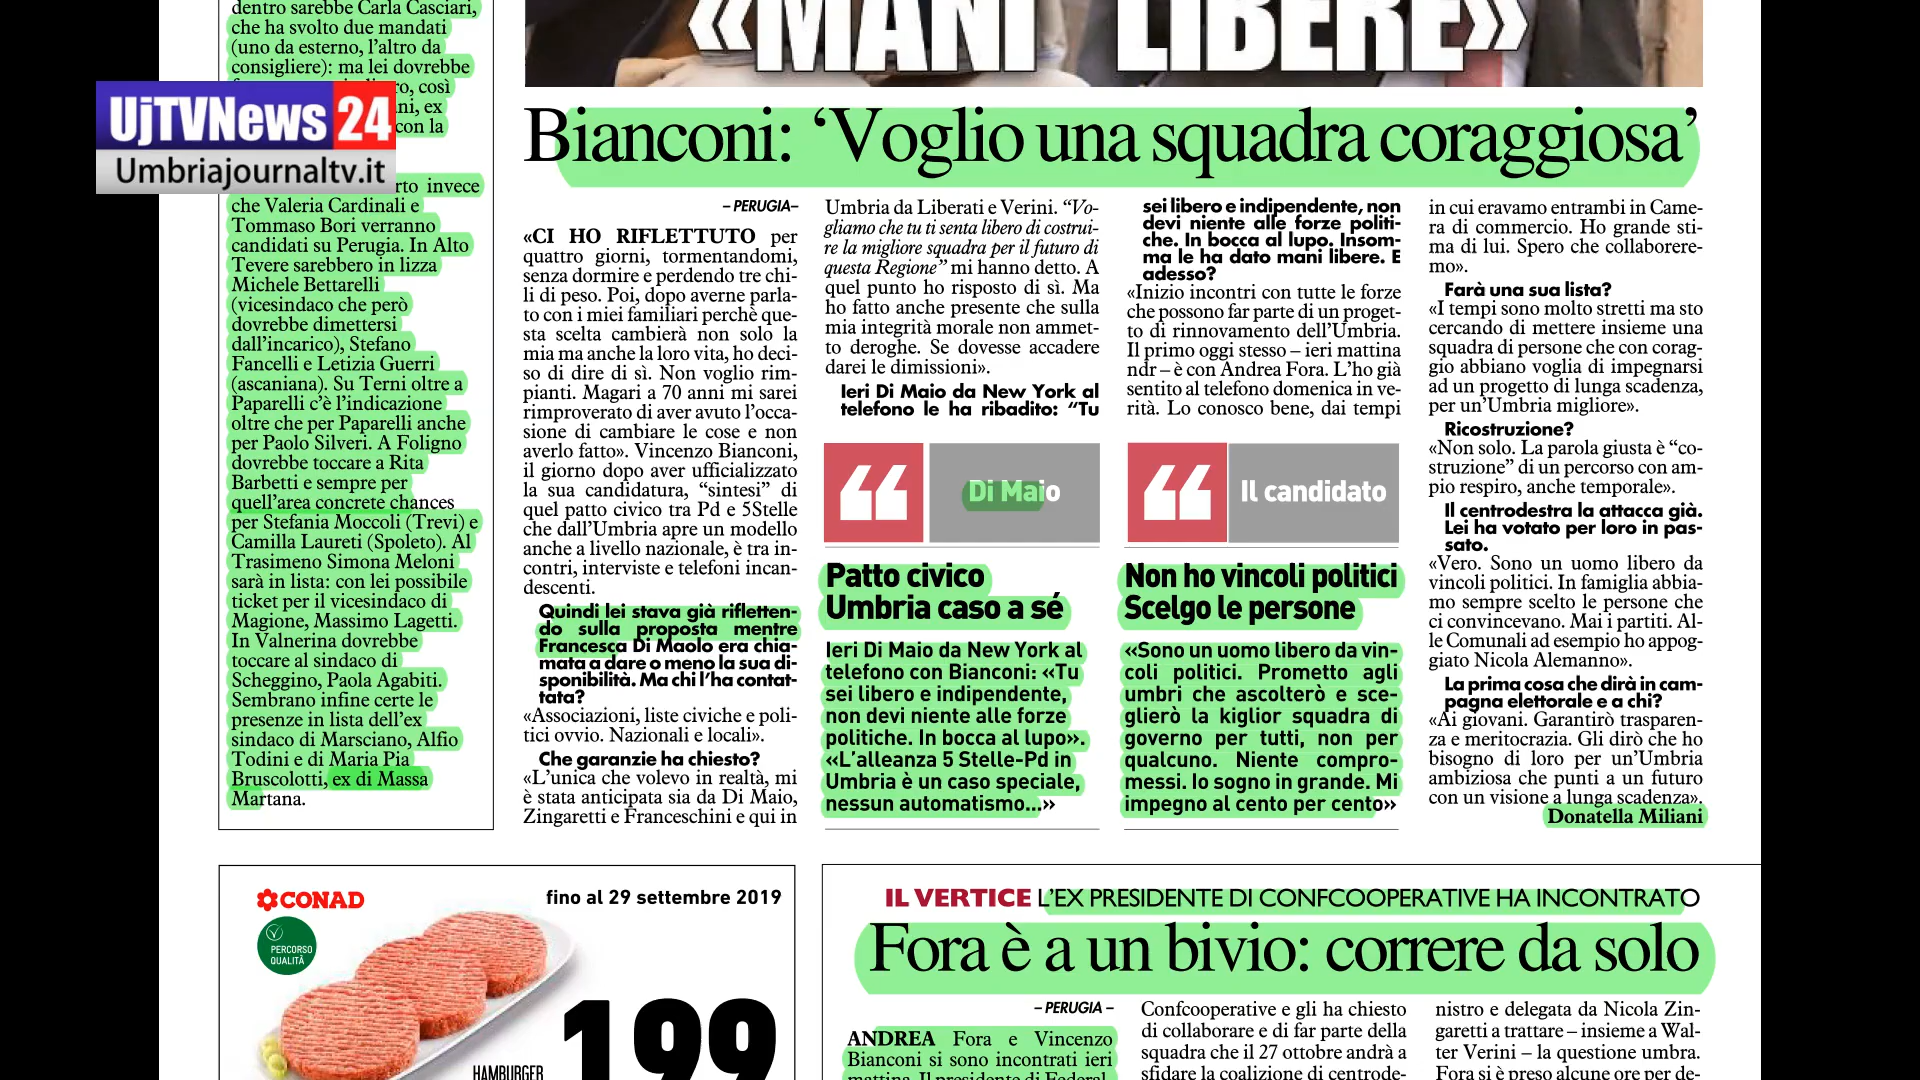 dentro sarebbe Carla Casciari,
che ha svolto due mandati
(uno da esterno, l'altro da
consigliere): ma lei dovrebbe
ro, così
ni, ex
con la
UjTVNews 24
Umbriajournaltv.it
rto invece
che Valeria Cardinali e
Tommaso Bori verranno
candidati su Perugia. In Alto
Tevere sarebbero in lizza
Michele Bettarelli
(vicesindaco che però
dovrebbe dimettersi
dall'incarico), Stefano
Fancelli e Letizia Guerri
(ascaniana). Su Terni oltre a
Paparelli c'è l'indicazione
oltre che per Paparelli anche
per Paolo Silveri. A Foligno
dovrebbe toccare a Rita
Barbetti e sempre per
quell'area concrete chances
per Stefania Moccoli (Trevi) e
Camilla Laureti (Spoleto). Al
Trasimeno Simona Meloni
sarà in lista: con lei possibile
ticket per il vicesindaco di
Magione, Massimo Lagetti.
In Valnerina dovrebbe
toccare al sindaco di
Scheggino, Paola Agabiti.
Sembrano infine certe le
presenze in lista dell'ex
sindaco di Marsciano, Alfio
Todini e di Maria Pia
Bruscolotti, ex di Massa
Martana.
«MANI LIBERE»
Bianconi: 'Voglio una squadra coraggiosa'
– PERUGIA–
«CI HO RIFLETTUTO per
quattro giorni, tormentandomi,
senza dormire e perdendo tre chi-
li di peso. Poi, dopo averne parla-
to con i miei familiari perchè que-
sta scelta cambierà non solo la
mia ma anche la loro vita, ho deci-
so di dire di sì. Non voglio rim-
pianti. Magari a 70 anni mi sarei
rimproverato di aver avuto l'occa-
sione di cambiare le cose e non
averlo fatto». Vincenzo Bianconi,
il giorno dopo aver ufficializzato
la sua candidatura, “sintesi” di
quel patto civico tra Pd e 5Stelle
che dall'Umbria apre un modello
anche a livello nazionale, è tra in-
contri, interviste e telefoni incan-
descenti.
Quindi lei stava già rifletten-
do sulla proposta mentre
Francesca Di Maolo era chia-
mata a dare o meno la sua di-
sponibilità. Ma chi l'ha contat-
tata?
«Associazioni, liste civiche e poli-
tici ovvio. Nazionali e locali».
Che garanzie ha chiesto?
«L'unica che volevo in realtà, mi
è stata anticipata sia da Di Maio,
Zingaretti e Franceschini e qui in
Umbria da Liberati e Verini. “Vo-
gliamo che tu ti senta libero di costrui-
re la migliore squadra per il futuro di
questa Regione” mi hanno detto. A
quel punto ho risposto di sì. Ma
ho fatto anche presente che sulla
mia integrità morale non ammet-
to deroghe. Se dovesse accadere
darei le dimissioni».
Ieri Di Maio da New York al
telefono le ha ribadito: “Tu
sei libero e indipendente, non
devi niente alle forze politi-
che. In bocca al lupo. Insom-
ma le ha dato mani libere. E
adesso?
«Inizio incontri con tutte le forze
che possono far parte di un proget-
to di rinnovamento dell'Umbria.
Il primo oggi stesso – ieri mattina
ndr – è con Andrea Fora. L'ho già
sentito al telefono domenica in ve-
rità. Lo conosco bene, dai tempi
in cui eravamo entrambi in Came-
ra di commercio. Ho grande sti-
ma di lui. Spero che collaborere-
mo».
Farà una sua lista?
«I tempi sono molto stretti ma sto
cercando di mettere insieme una
squadra di persone che con corag-
gio abbiano voglia di impegnarsi
ad un progetto di lunga scadenza,
per un'Umbria migliore».
Ricostruzione?
«Non solo. La parola giusta è “co-
struzione” di un percorso con am-
pio respiro, anche temporale».
Il centrodestra la attacca già.
Lei ha votato per loro in pas-
sato.
«Vero. Sono un uomo libero da
vincoli politici. In famiglia abbia-
mo sempre scelto le persone che
ci convincevano. Mai i partiti. Al-
le Comunali ad esempio ho appog-
giato Nicola Alemanno».
La prima cosa che dirà in cam-
pagna elettorale e a chi?
«Ai giovani. Garantirò trasparen-
za e meritocrazia. Gli dirò che ho
bisogno di loro per un'Umbria
ambiziosa che punti a un futuro
con un visione a lunga scadenza».
Donatella Miliani
“ Di Maio
Patto civico
Umbria caso a sé
Ieri Di Maio da New York al
telefono con Bianconi: «Tu
sei libero e indipendente,
non devi niente alle forze
politiche. In bocca al lupo».
«L'alleanza 5 Stelle-Pd in
Umbria è un caso speciale,
nessun automatismo...»
“ Il candidato
Non ho vincoli politici
Scelgo le persone
«Sono un uomo libero da vin-
coli politici. Prometto agli
umbri che ascolterò e sce-
glierò la kiglior squadra di
governo per tutti, non per
qualcuno. Niente compro-
messi. Io sogno in grande. Mi
impegno al cento per cento»
CONAD
PERCORSO
QUALITÀ
fino al 29 settembre 2019
HAMBURGER
199
IL VERTICE L'EX PRESIDENTE DI CONFCOOPERATIVE HA INCONTRATO
Fora è a un bivio: correre da solo
– PERUGIA –
ANDREA Fora e Vincenzo
Bianconi si sono incontrati ieri
mattina. Il presidente di Federal-
Confcooperative e gli ha chiesto
di collaborare e di far parte della
squadra che il 27 ottobre andrà a
sfidare la coalizione di centrode-
nistro e delegata da Nicola Zin-
garetti a trattare – insieme a Wal-
ter Verini – la questione umbra.
Fora si è preso alcune ore per de-